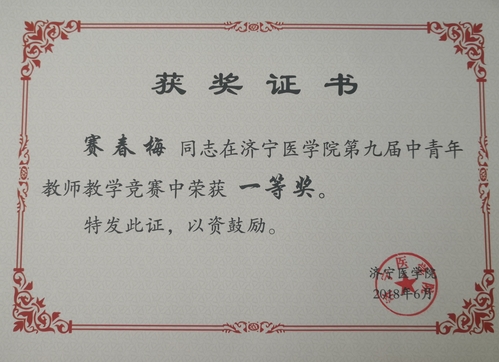 获奖证书
赛春梅 同志在济宁医学院第九届中青年
教师教学竞赛中荣获 一等奖。
特发此证，以资鼓励。
济宁医学院
2018年6月